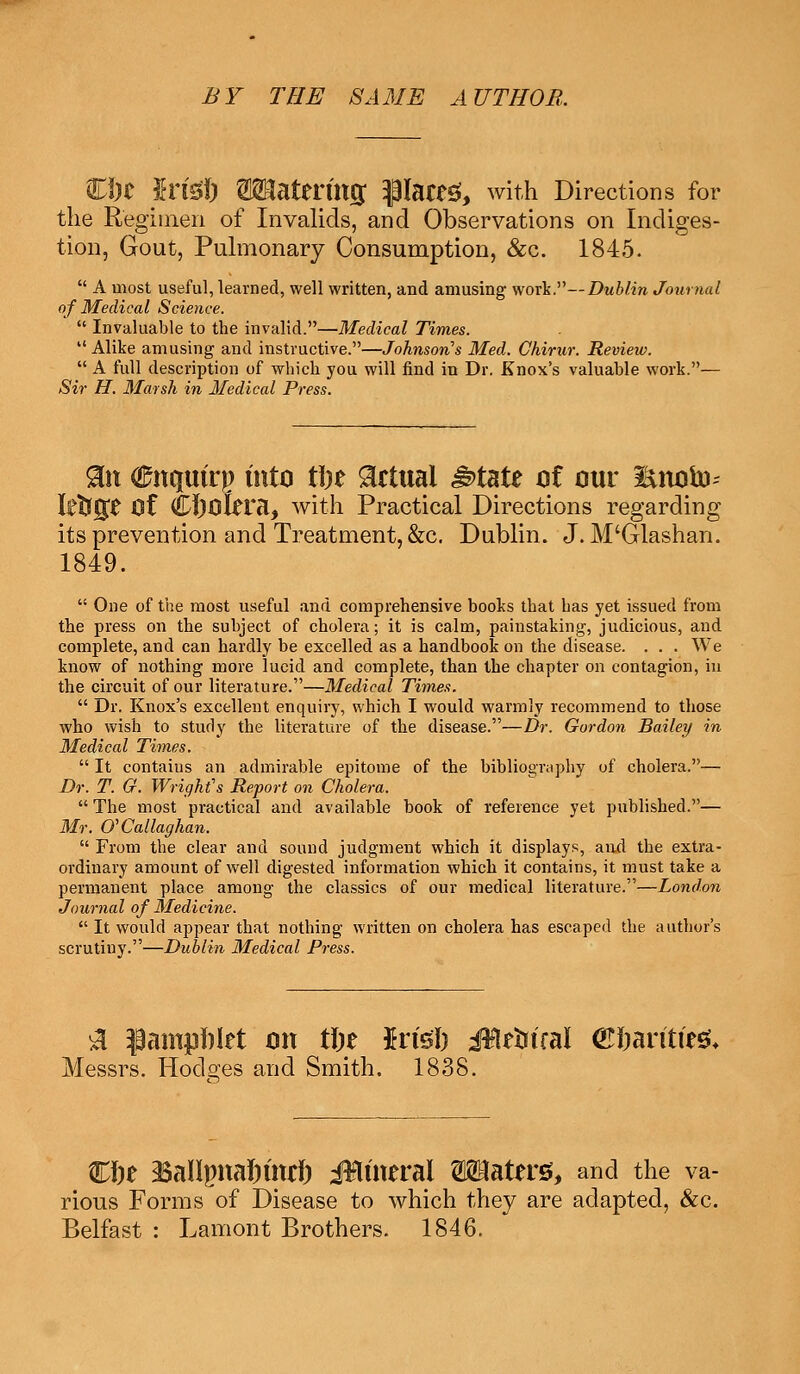 BY THE SAME AUTHOR.
The Irish Watering Places, with Directions for
the Regimen of Invalids, and Observations on Indiges-
tion, Gout, Pulmonary Consumption, &c. 1845.
“ A most useful, learned, well written, and amusing work.”--Dublin Journal
of Medical Science.
“ Invaluable to the invalid.”—Medical Times.
“ Alike amusing and instructive.”—Johnson's Med. Chirur. Review.
“ A full description of which you will find in Dr. Knox's valuable work.”—
Sir H. Marsh in Medical Press.
An Enquiry into the Actual State of our Know-
ledge of Cholera, with Practical Directions regarding
its prevention and Treatment, &c. Dublin. J. M‘Glashan.
1849.
“ One of the most useful and comprehensive books that has yet issued from
the press on the subject of cholera; it is calm, painstaking, judicious, and
complete, and can hardly be excelled as a handbook on the disease. . . . We
know of nothing more lucid and complete, than the chapter on contagion, in
the circuit of our literature.”—Medical Times.
“ Dr. Knox's excellent enquiry, which I would warmly recommend to those
who wish to study the literature of the disease.”—Dr. Gordon Bailey in
Medical Times.
“ It contains an admirable epitome of the bibliography of cholera.”—
Dr. T. G. Wright's Report on Cholera.
“ The most practical and available book of reference yet published.”—
Mr. O'Callaghan.
“ From the clear and sound judgment which it displays, and the extra-
ordinary amount of well digested information which it contains, it must take a
permanent place among the classics of our medical literature.”—London
Journal of Medicine.
“ It would appear that nothing written on cholera has escaped the author's
scrutiny.”—Dublin Medical Press.
A Pamphlet on the Irish Medical Charities.
Messrs. Hodges and Smith. 1838.
The Ballynahinch Mineral Waters, and the va-
rious Forms of Disease to which they are adapted, &c.
Belfast : Lamont Brothers. 1846.